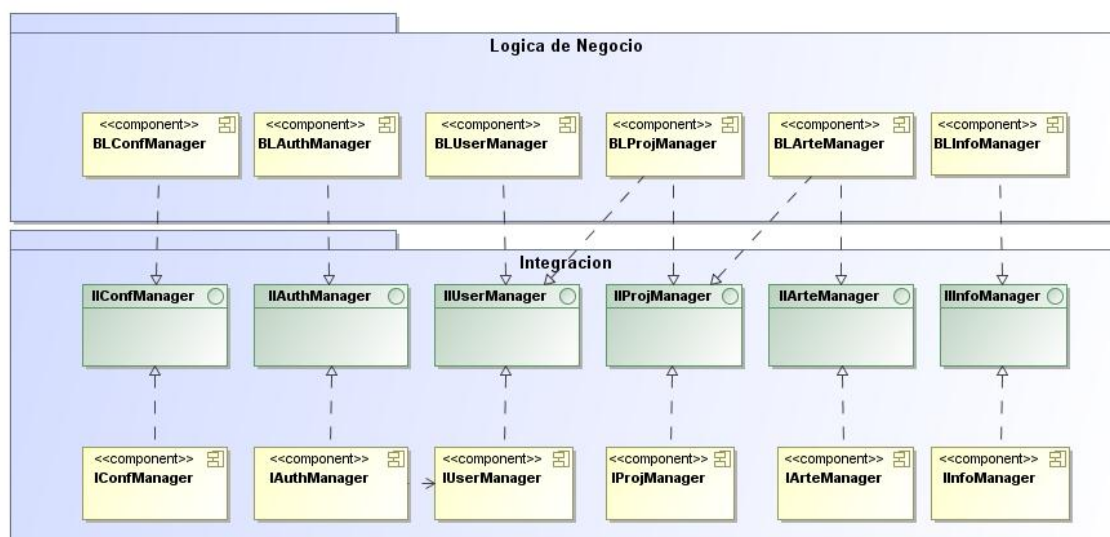 Logica de Negocio
<<component>> <<component>> <<component>> <<component>> <<component>> <<component>>
BLConfManager BLAuthManager BLUserManager BLProjManager BLArteManager BLInfoManager
Integracion
IIConfManager IIAuthManager IIUserManager IIProjManager IIArteManager IIInfoManager
<<component>> <<component>> <<component>> <<component>> <<component>> <<component>>
IConfManager IAuthManager IUserManager IProjManager IArteManager IInfoManager